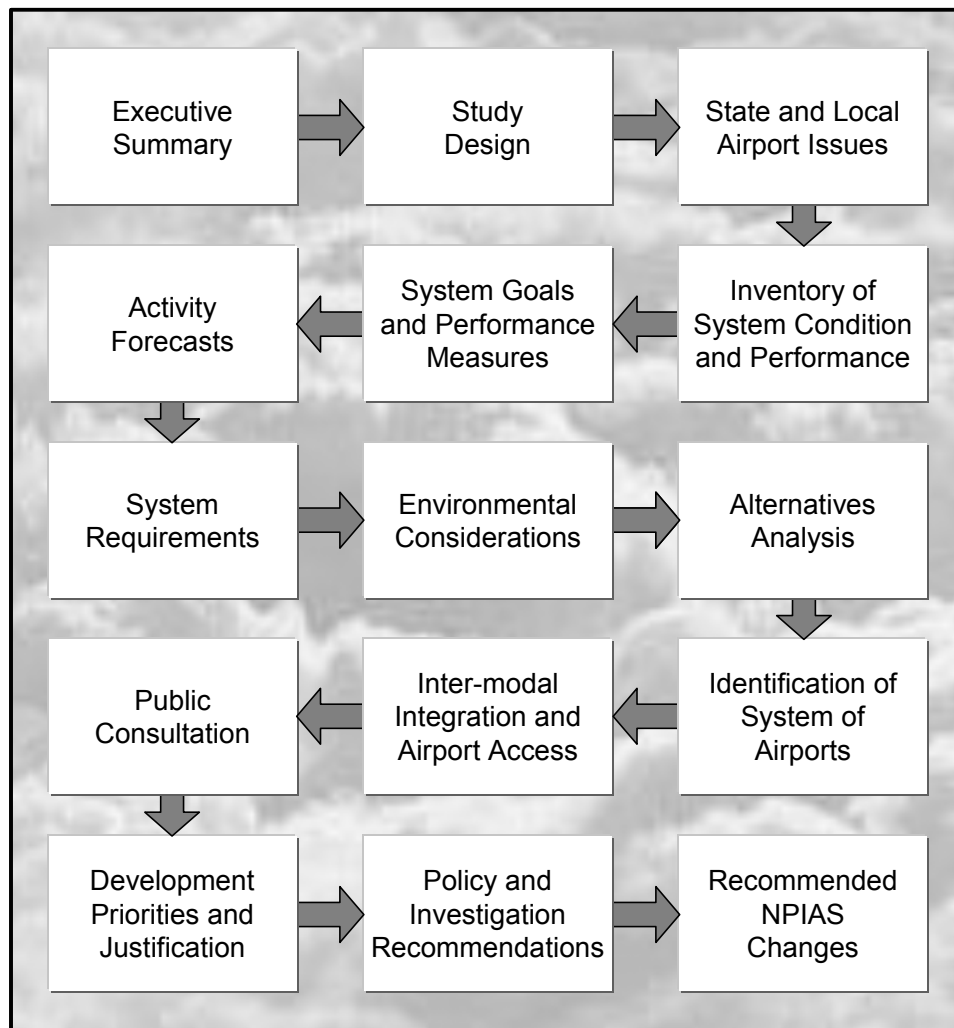 Executive
Summary
Study
Design
State and Local
Airport Issues
Inventory of
System Condition
and Performance
System Goals
and Performance
Measures
Activity
Forecasts
System
Requirements
Environmental
Considerations
Alternatives
Analysis
Identification of
System of
Airports
Inter-modal
Integration and
Airport Access
Public
Consultation
Development
Priorities and
Justification
Policy and
Investigation
Recommendations
Recommended
NPIAS
Changes